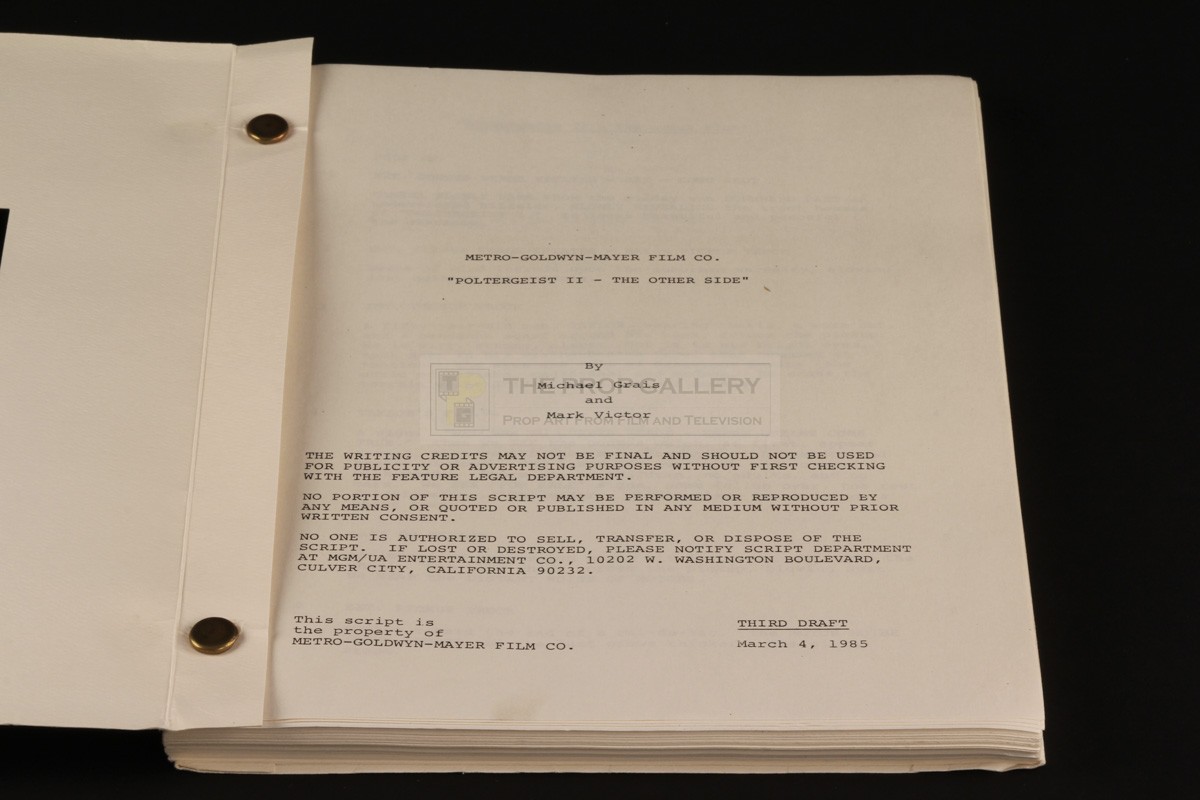 METRO-GOLDWYN-MAYER FILM CO.
"POLTERGEIST II - THE OTHER SIDE"
By
Michael Grais
and
Mark Victor
THE PROP GALLERY
PROP ART FROM FILM AND TELEVISION
THE WRITING CREDITS MAY NOT BE FINAL AND SHOULD NOT BE USED
FOR PUBLICITY OR ADVERTISING PURPOSES WITHOUT FIRST CHECKING
WITH THE FEATURE LEGAL DEPARTMENT.
NO PORTION OF THIS SCRIPT MAY BE PERFORMED OR REPRODUCED BY
ANY MEANS, OR QUOTED OR PUBLISHED IN ANY MEDIUM WITHOUT PRIOR
WRITTEN CONSENT.
NO ONE IS AUTHORIZED TO SELL, TRANSFER, OR DISPOSE OF THE
SCRIPT. IF LOST OR DESTROYED, PLEASE NOTIFY SCRIPT DEPARTMENT
AT MGM/UA ENTERTAINMENT CO., 10202 W. WASHINGTON BOULEVARD,
CULVER CITY, CALIFORNIA 90232.
This script is
the property of
METRO-GOLDWYN-MAYER FILM CO.
THIRD DRAFT
March 4, 1985